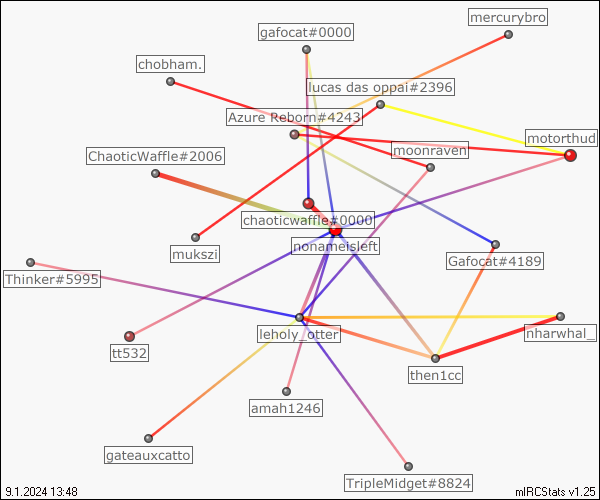 mercurybro
gafocat#0000
chobham.
lucas das oppai#2396
Azure Reborn#4243
motorthud
moonraven
ChaoticWaffle#2006
chaoticwaffle#0000
nonameisleft
mukszi
Gafocat#4189
Thinker#5995
leholy_otter
nharwhal_
tt532
then1cc
amah1246
gateauxcatto
TripleMidget#8824
9.1.2024 13:48
mIRCStats v1.25